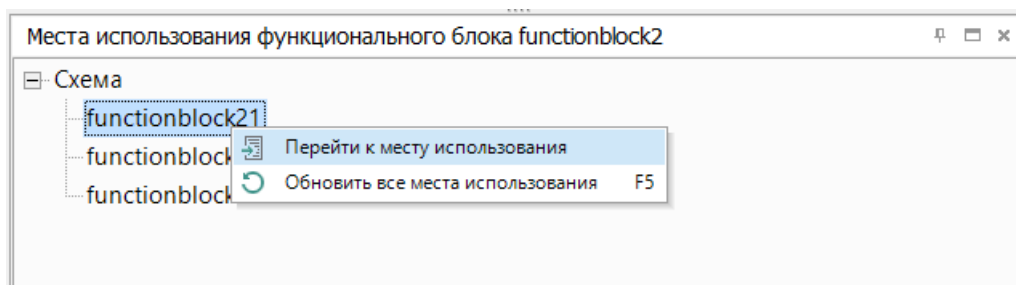 Места использования функционального блока functionblock2
Схема
functionblock21
Перейти к месту использования
functionblock
Обновить все места использования F5
functionblock